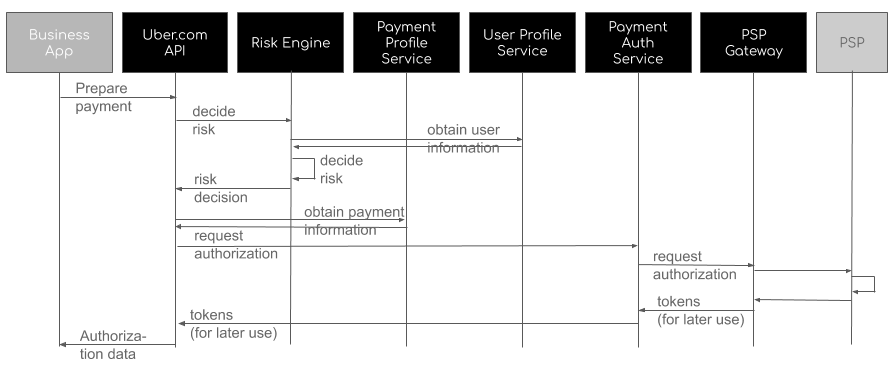 Business
App
Uber.com
API
Risk Engine
Payment
Profile
Service
User Profile
Service
Payment
Auth
Service
PSP
Gateway
PSP
Prepare
payment
decide
risk
obtain user
information
decide
risk
risk
decision
obtain payment
information
request
authorization
request
authorization
tokens
(for later use)
tokens
(for later use)
Authoriza-
tion data